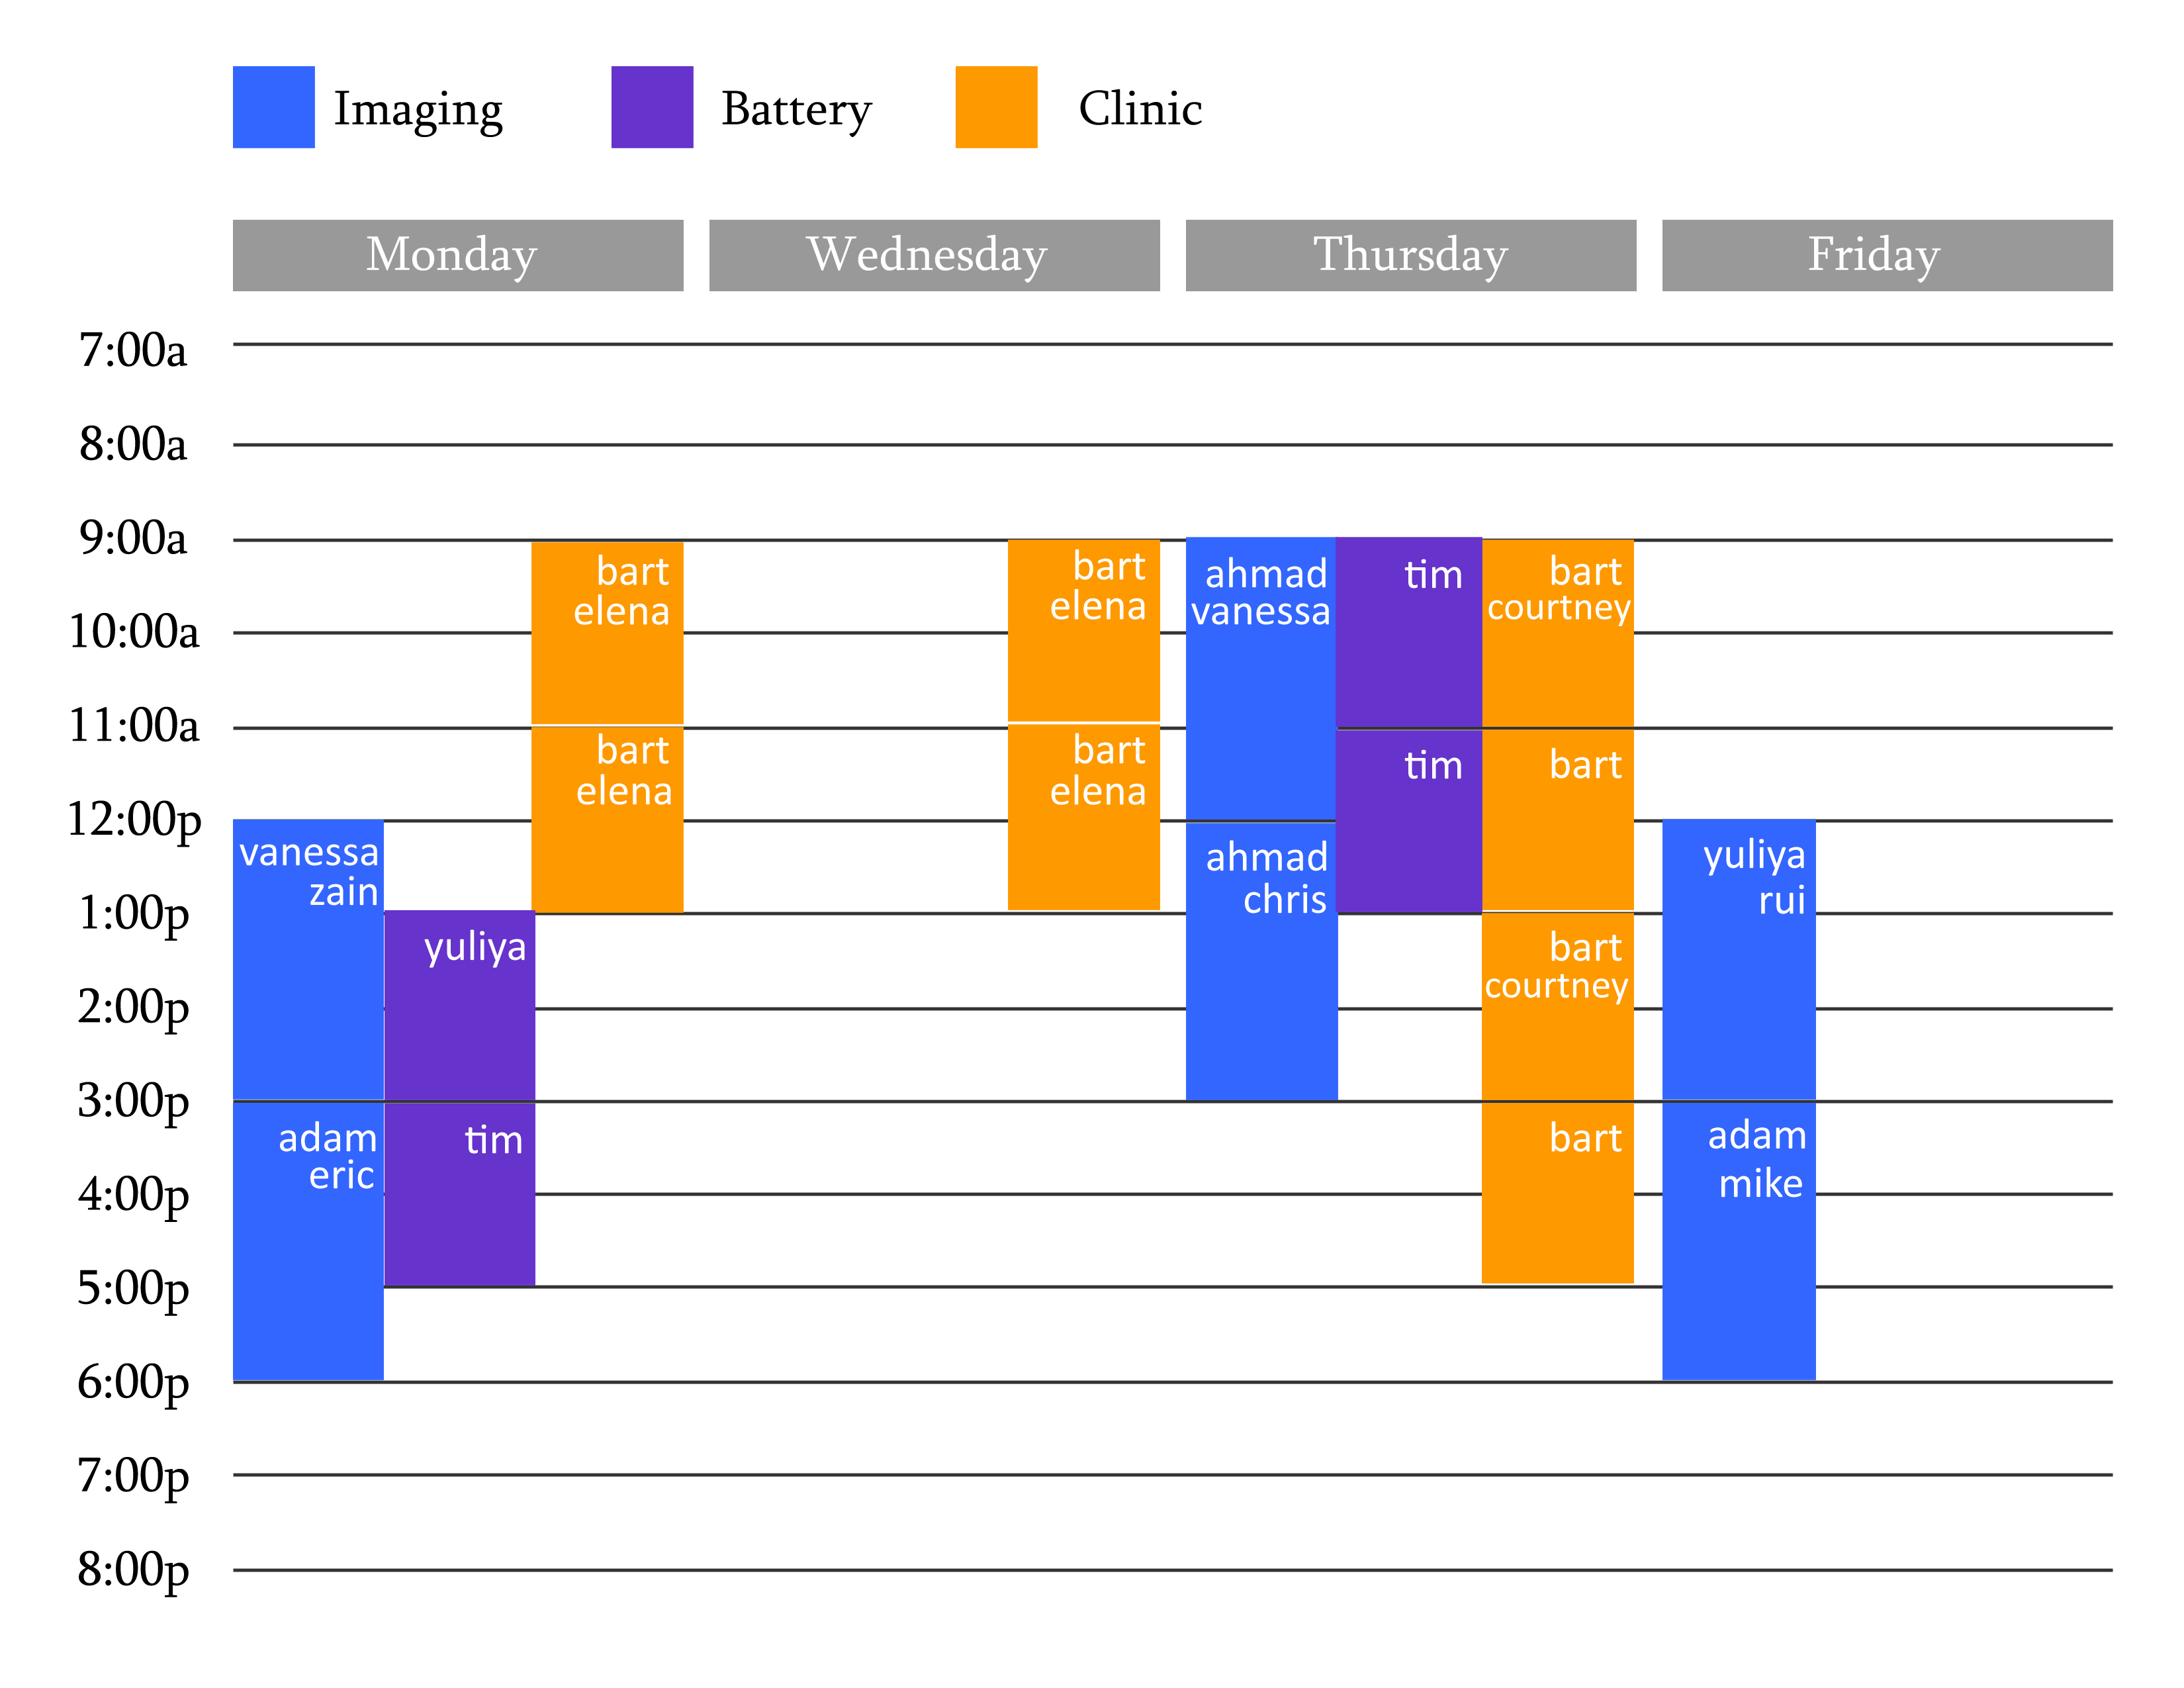 Imaging Battery Clinic
Monday Wednesday Thursday Friday
7:00a
8:00a
9:00a
bart bart ahmad tim bart
elena elena vanessa courtney
10:00a
11:00a
bart bart tim bart
elena elena
12:00p
vanessa ahmad yuliya
zain chris rui
1:00p
yuliya bart
courtney
2:00p
3:00p
adam tim bart adam
eric mike
4:00p
5:00p
6:00p
7:00p
8:00p